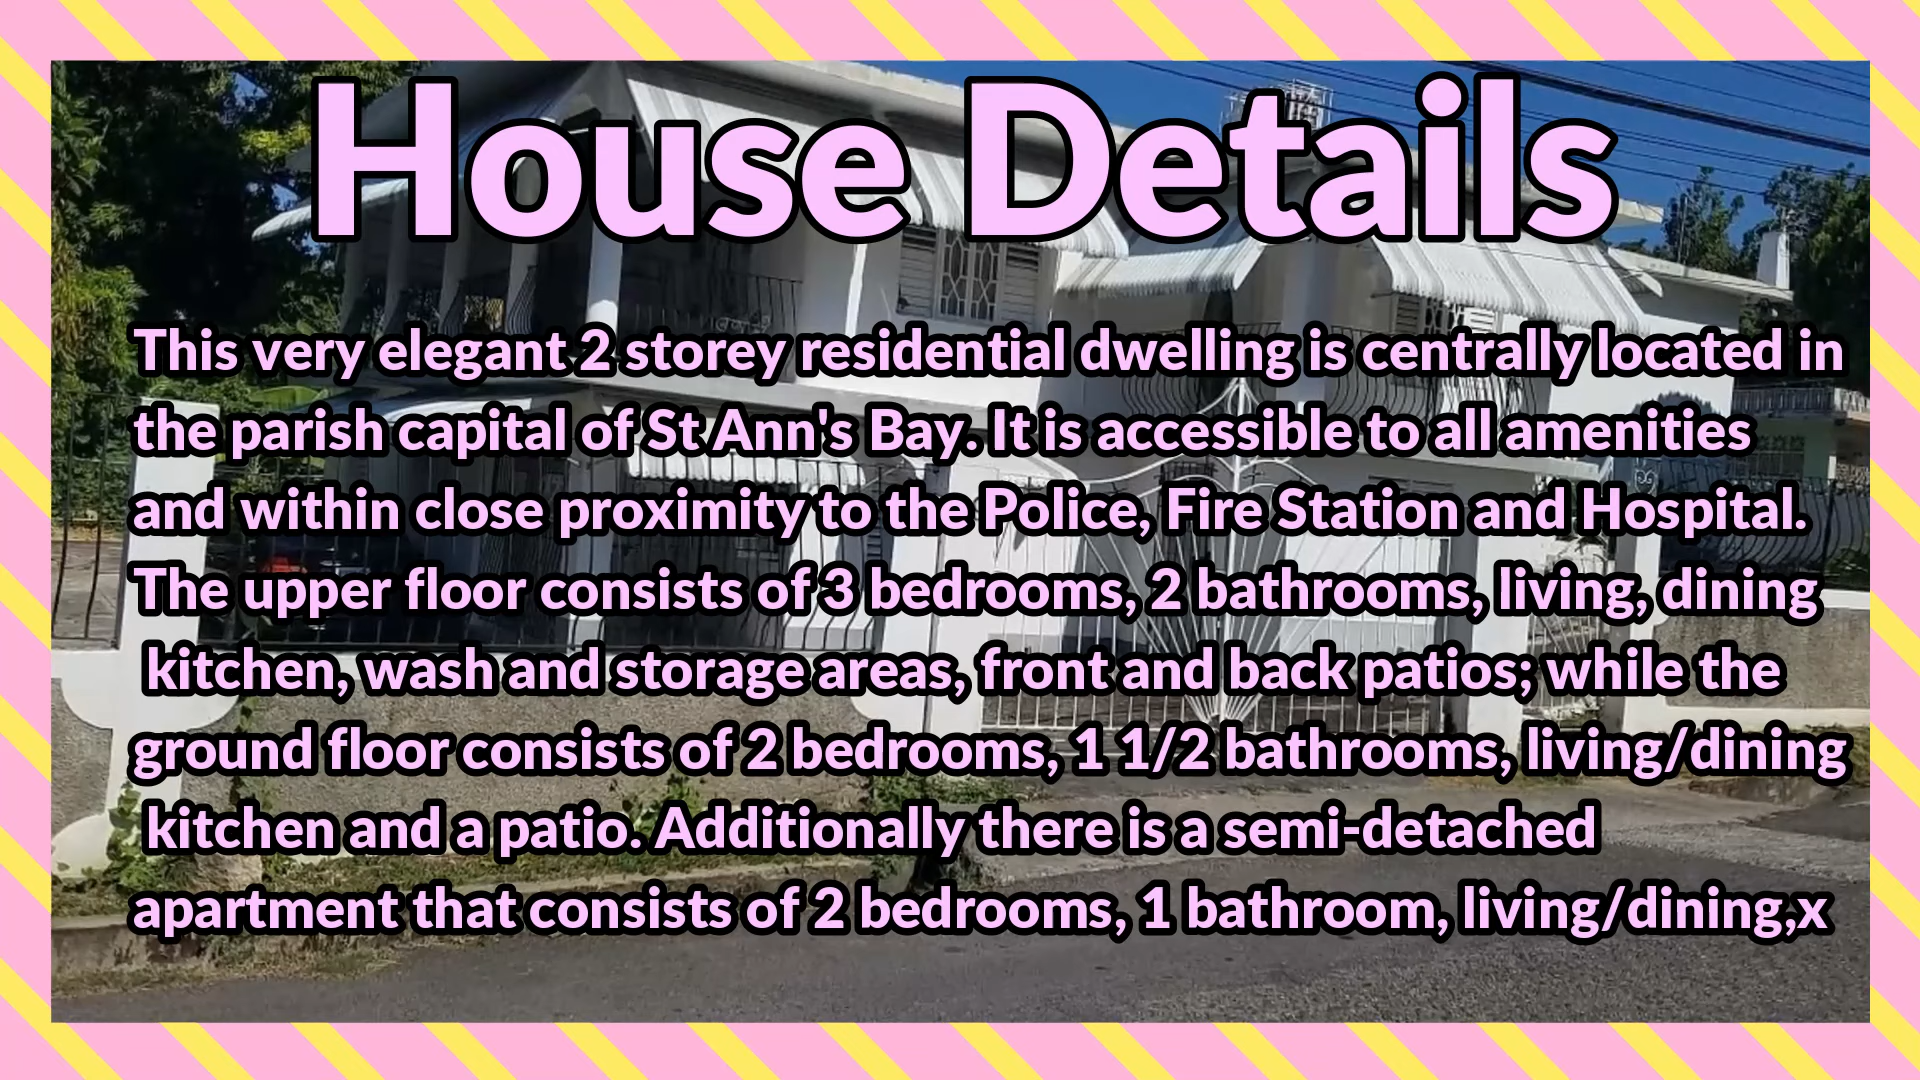 House Details
This very elegant 2 storey residential dwelling is centrally located in
the parish capital of St Ann's Bay. It is accessible to all amenities
and within close proximity to the Police, Fire Station and Hospital.
The upper floor consists of 3 bedrooms, 2 bathrooms, living, dining
kitchen, wash and storage areas, front and back patios; while the
ground floor consists of 2 bedrooms, 1 1/2 bathrooms, living/dining
kitchen and a patio. Additionally there is a semi-detached
apartment that consists of 2 bedrooms, 1 bathroom, living/dining,x